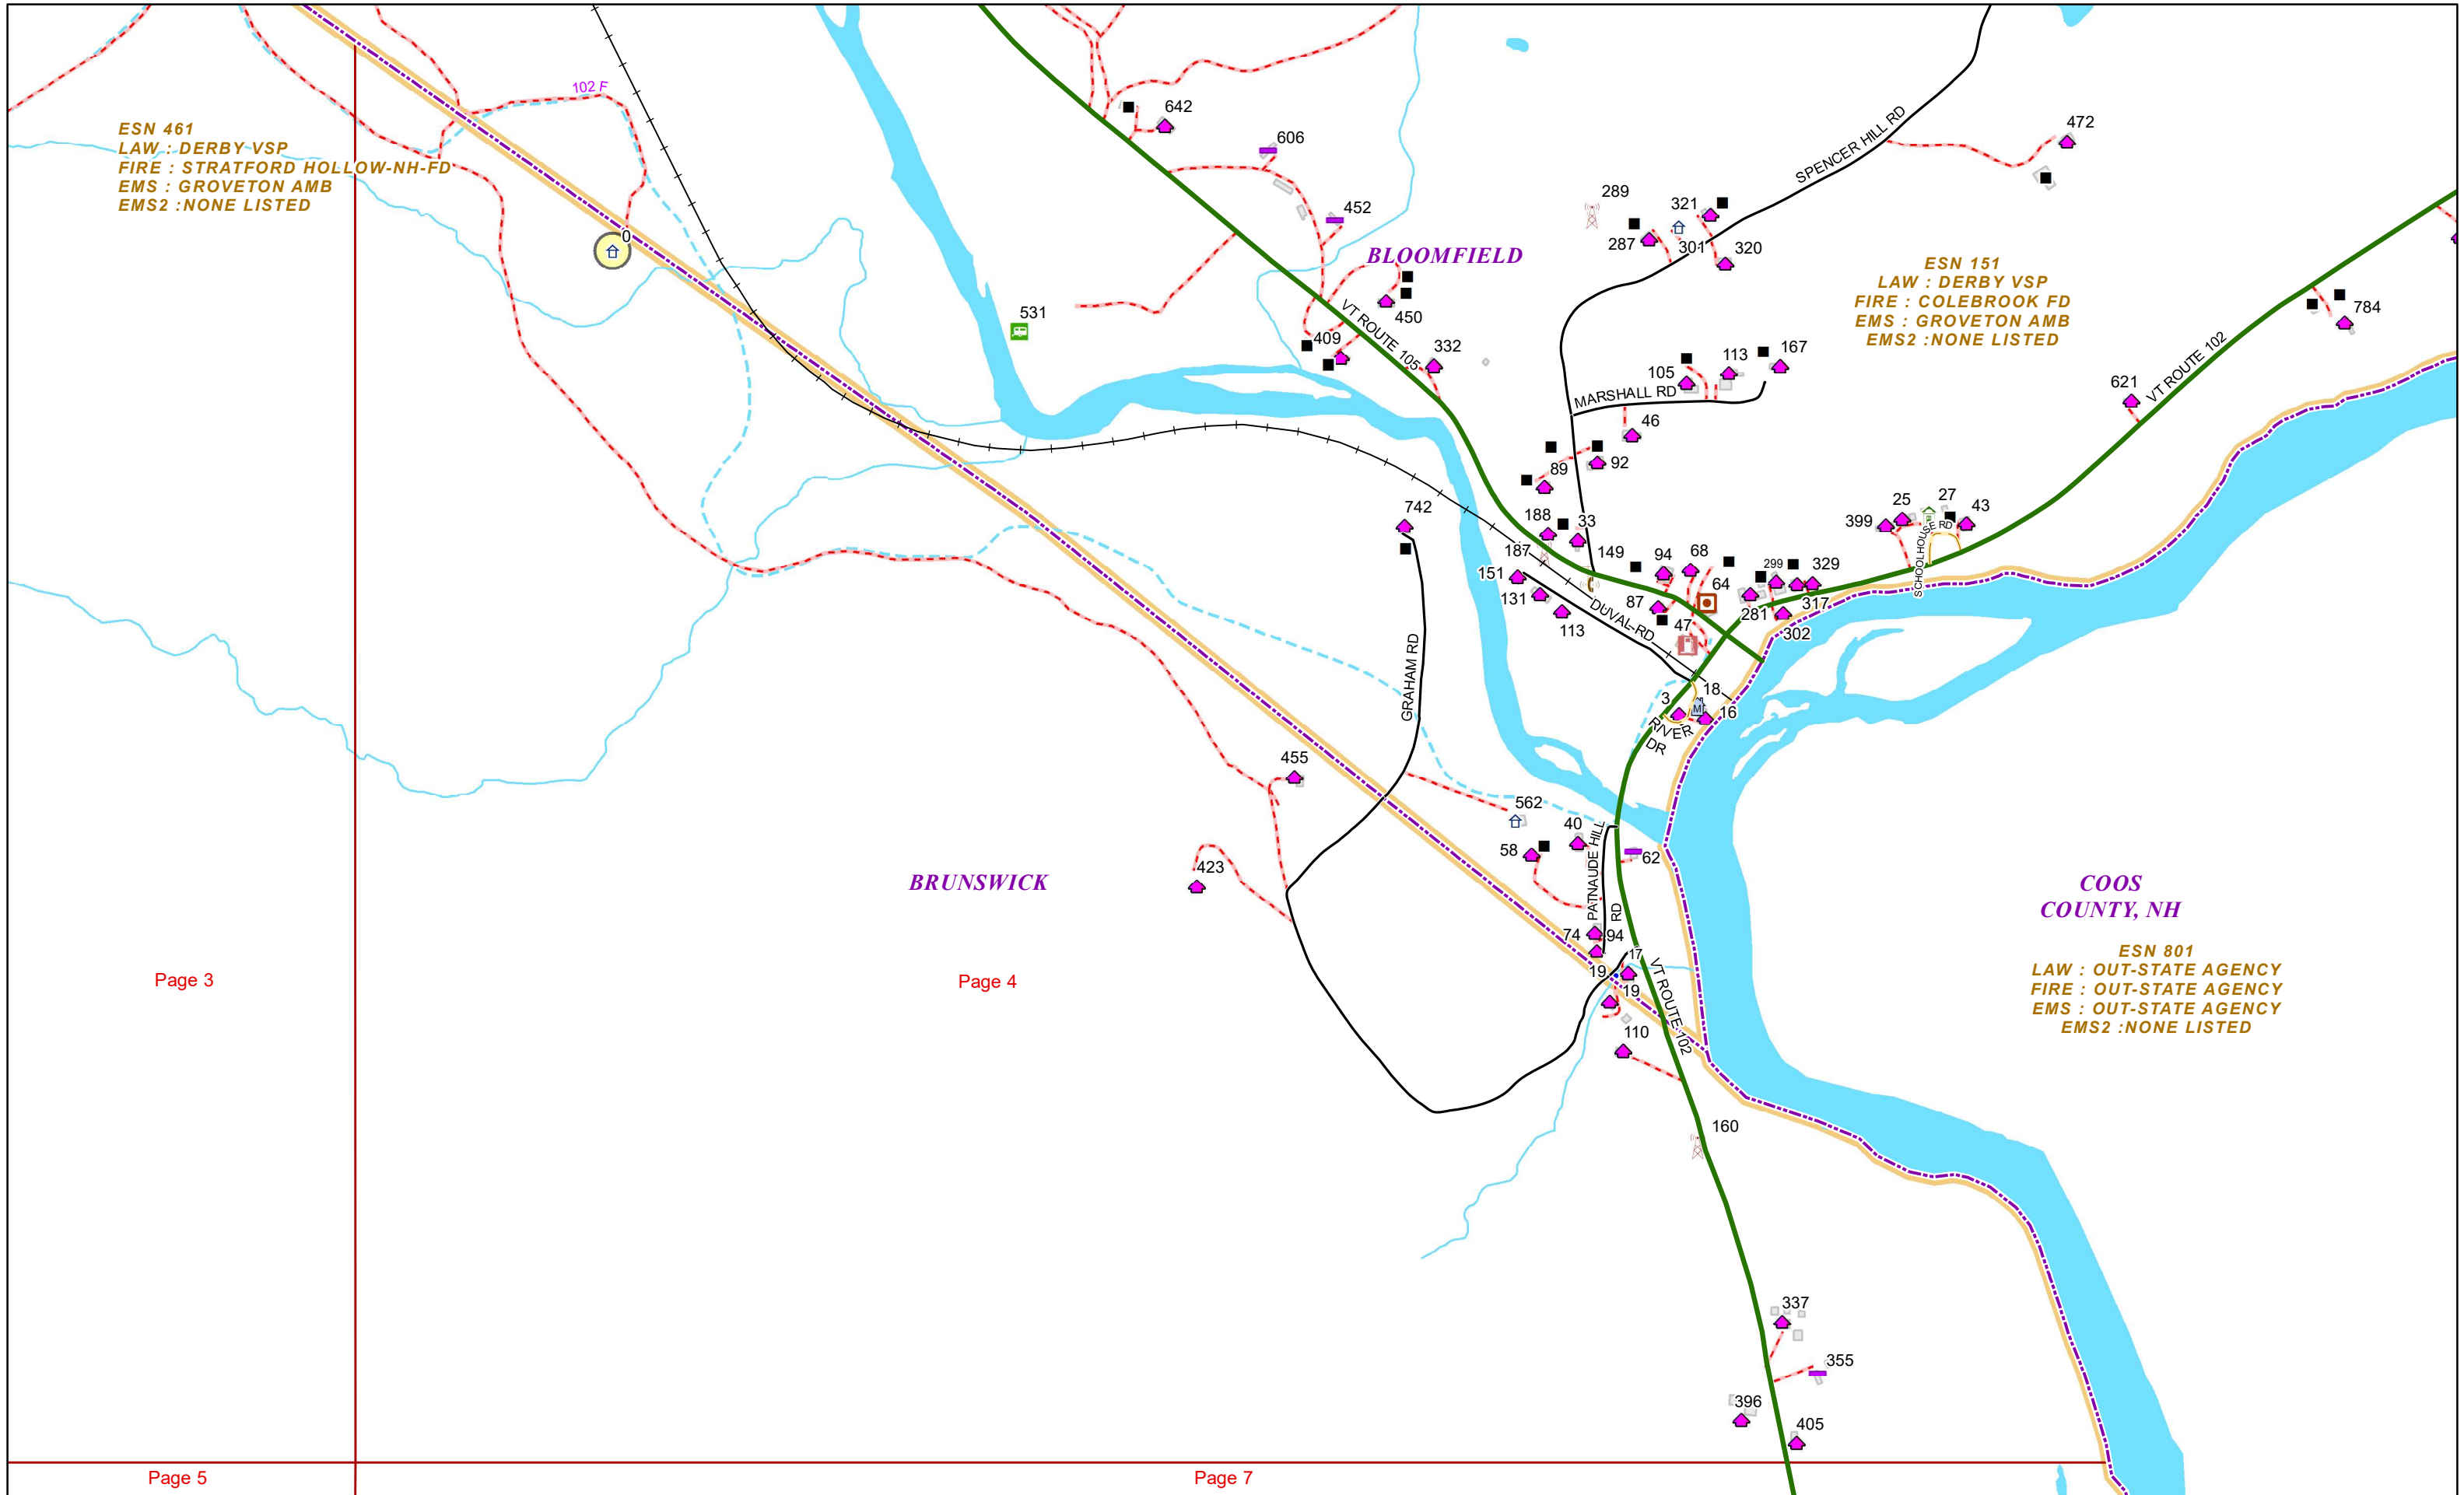 102 F
ESN 461
LAW : DERBY VSP
FIRE : STRATFORD HOLLOW-NH-FD
EMS : GROVETON AMB
EMS2 :NONE LISTED
0
642
606
452
SPENCER HILL RD
472
289
321
287
301
320
BLOOMFIELD
ESN 151
LAW : DERBY VSP
FIRE : COLEBROOK FD
EMS : GROVETON AMB
EMS2 :NONE LISTED
531
450
VT ROUTE 105
409
332
784
VT ROUTE 102
621
105
113
167
MARSHALL RD
46
89
92
742
188
33
187
149
151
131
113
DUVAL-RD
94
68
64
87
47
299
329
281
317
302
399
25
27
43
SCHOOLHOUSE RD
GRAHAM RD
3
18
16
RIVER
DR
455
562
40
58
62
PATNAUDE HILL
RD
423
BRUNSWICK
COOS
COUNTY, NH
74
94
17
19
19
VT ROUTE 102
110
ESN 801
LAW : OUT-STATE AGENCY
FIRE : OUT-STATE AGENCY
EMS : OUT-STATE AGENCY
EMS2 :NONE LISTED
Page 3
Page 4
160
M
337
355
396
405
Page 5
Page 7